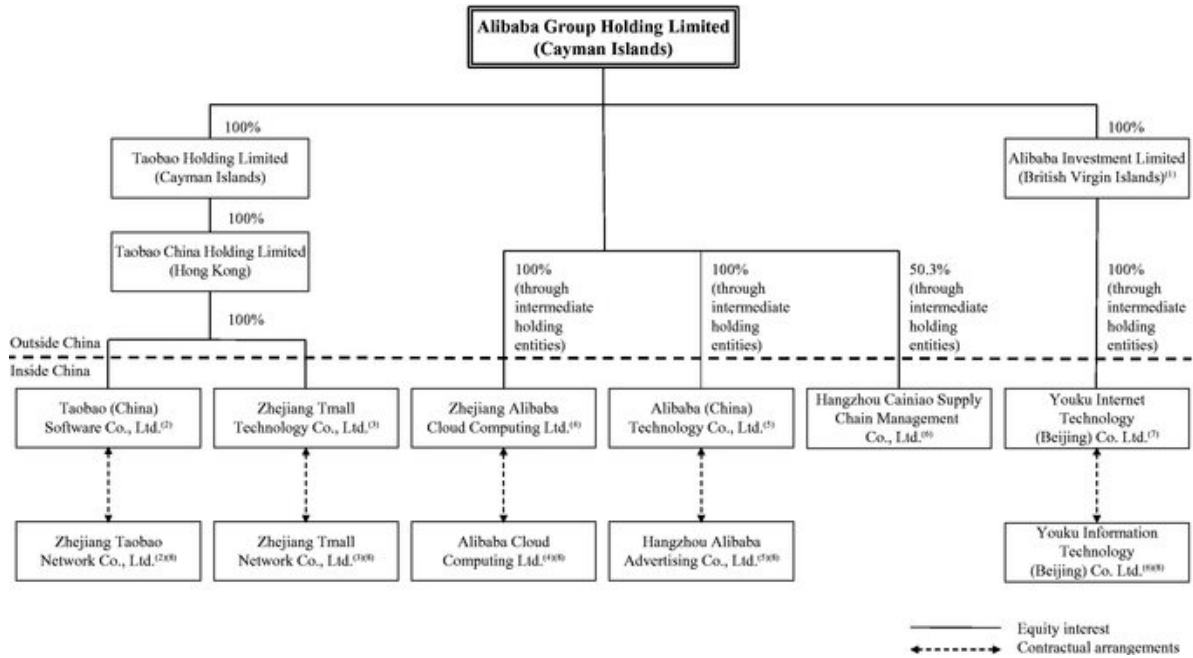 Alibaba Group Holding Limited
(Cayman Islands)
100%
100%
Taobao Holding Limited
(Cayman Islands)
Alibaba Investment Limited
(British Virgin Islands)(1)
100%
Taobao China Holding Limited
(Hong Kong)
100%
(through
intermediate
holding
entities)
100%
(through
intermediate
holding
entities)
50.3%
(through
intermediate
holding
entities)
100%
(through
intermediate
holding
entities)
100%
Outside China
Inside China
Taobao (China)
Software Co., Ltd.(2)
Zhejiang Tmall
Technology Co., Ltd.(3)
Zhejiang Alibaba
Cloud Computing Ltd.(4)
Alibaba (China)
Technology Co., Ltd.(5)
Hangzhou Cainiao Supply
Chain Management
Co., Ltd.(6)
Youku Internet
Technology
(Beijing) Co. Ltd.(7)
Zhejiang Taobao
Network Co., Ltd.(2)(8)
Zhejiang Tmall
Network Co., Ltd.(3)(8)
Alibaba Cloud
Computing Ltd.(4)(8)
Hangzhou Alibaba
Advertising Co., Ltd.(5)(8)
Youku Information
Technology
(Beijing) Co. Ltd.(6)(8)
Equity interest
Contractual arrangements